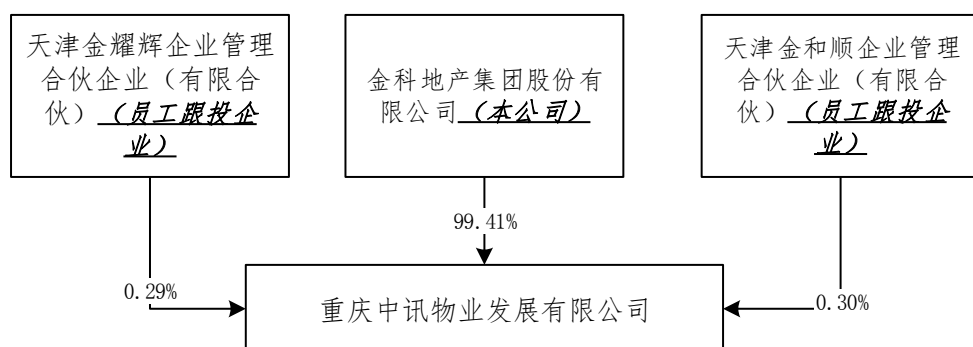 天津金耀辉企业管理
合伙企业（有限合
伙）（员工跟投企
业）
金科地产集团股份有
限公司（本公司）
天津金和顺企业管理
合伙企业（有限合
伙）（员工跟投企
业）
99.41%
0.29%
0.30%
重庆中讯物业发展有限公司